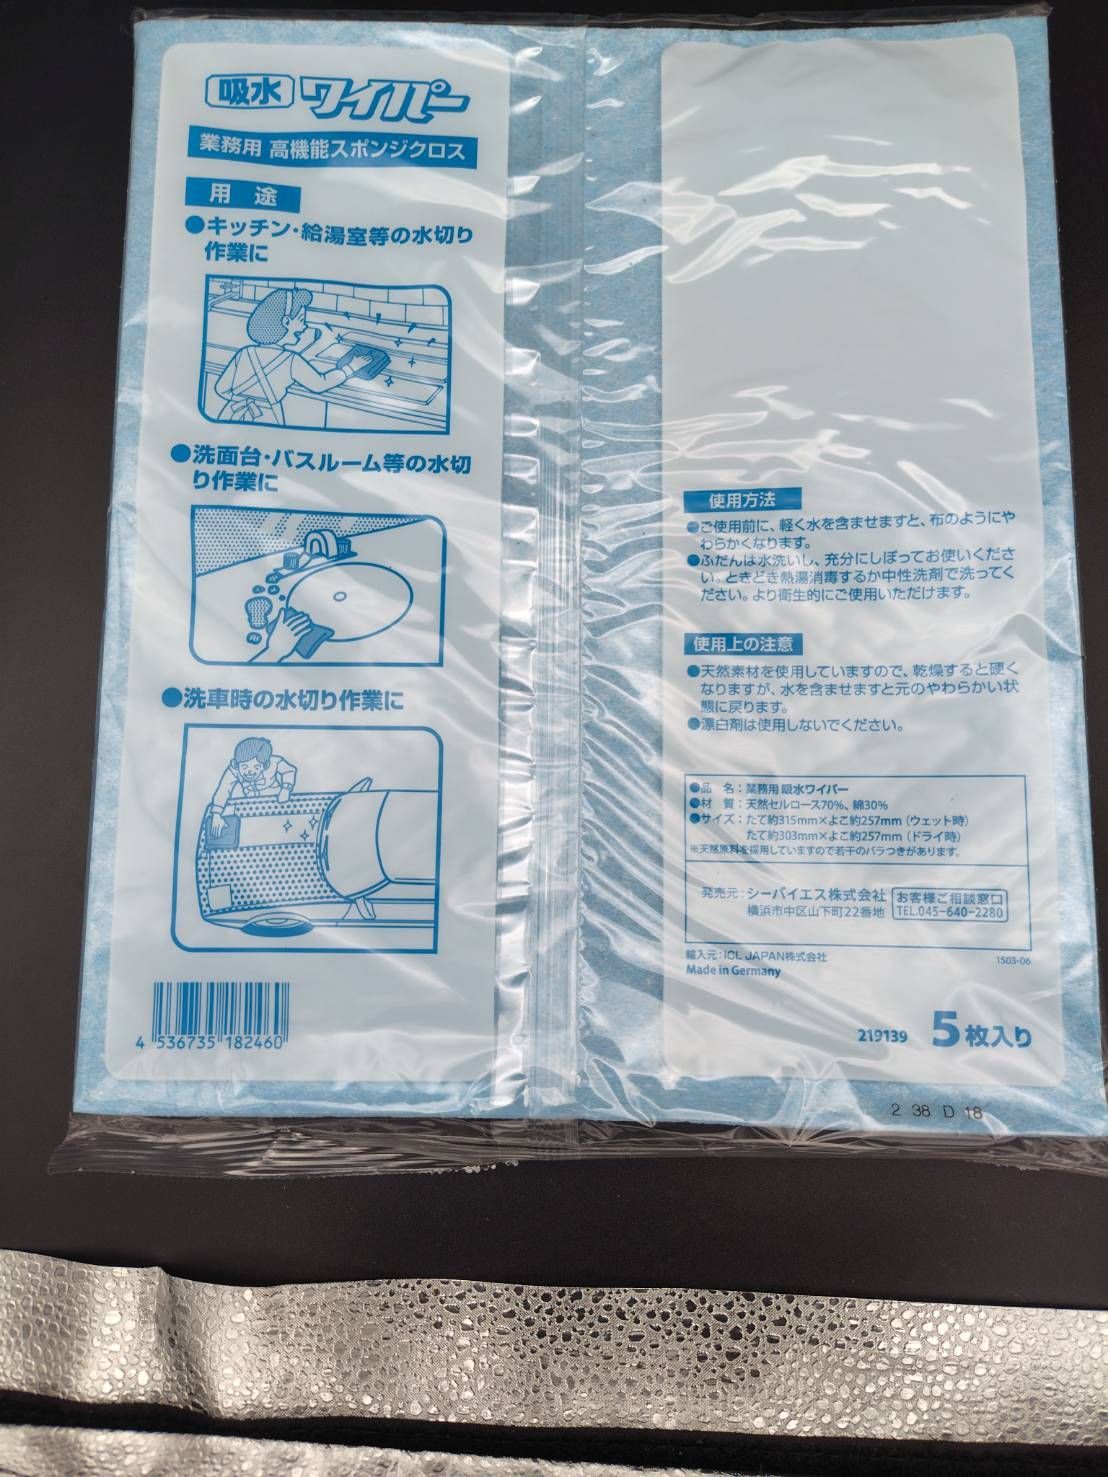 吸水 ワイパー
業務用 高機能スポンジクロス
用途
●キッチン・給湯室等の水切り
作業に
●洗面台・バスルーム等の水切
り作業に
●洗車時の水切り作業に
4 536735 182460
使用方法
●ご使用前に、軽く水を含ませますと、布のようにや
わらかくなります。
●ふだんは水洗いし、充分にしぼってお使いくださ
い。ときどき熱湯消毒するか中性洗剤で洗ってく
ださい。より衛生的にご使用いただけます。
使用上の注意
●天然素材を使用していますので、乾燥すると硬く
なりますが、水を含ませますと元のやわらかい状
態に戻ります。
●漂白剤は使用しないでください。
●品 名：業務用 吸水ワイパー
●材 質：天然セルロース70%、綿30%
●サイズ：たて約315mm×よこ約257mm（ウェット時）
たて約303mm×よこ約257mm（ドライ時）
※天然原料を採用していますので若干のバラつきがあります。
発売元：シーバイエス株式会社
横浜市中区山下町22番地
お客様ご相談窓口
TEL.045-640-2280
輸入元：ICL JAPAN株式会社
Made in Germany
1503-06
219139 5枚入り
2 38 D 18